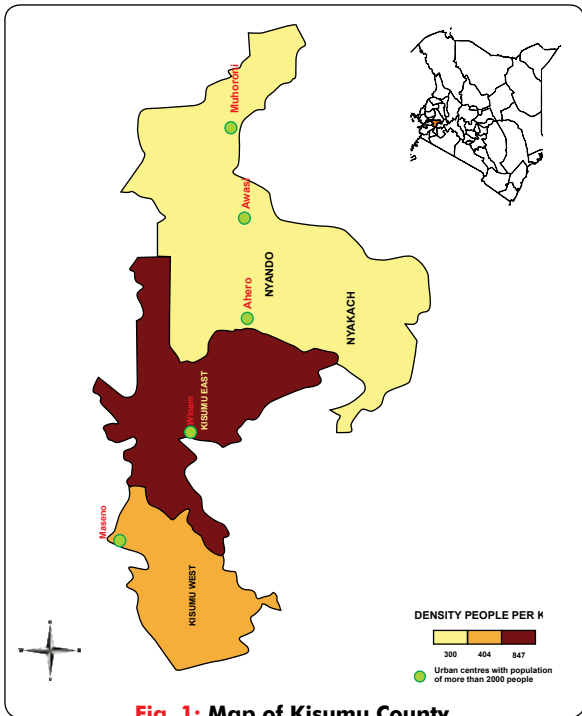 Muhoroni
Awasi
Ahero
NYANDO
NYAKACH
Winam
KISUMU EAST
Maseno
KISUMU WEST
N
S
DENSITY PEOPLE PER K
300 404 847
Urban centres with population
of more than 2000 people
Fig. 1: Map of Kisumu County